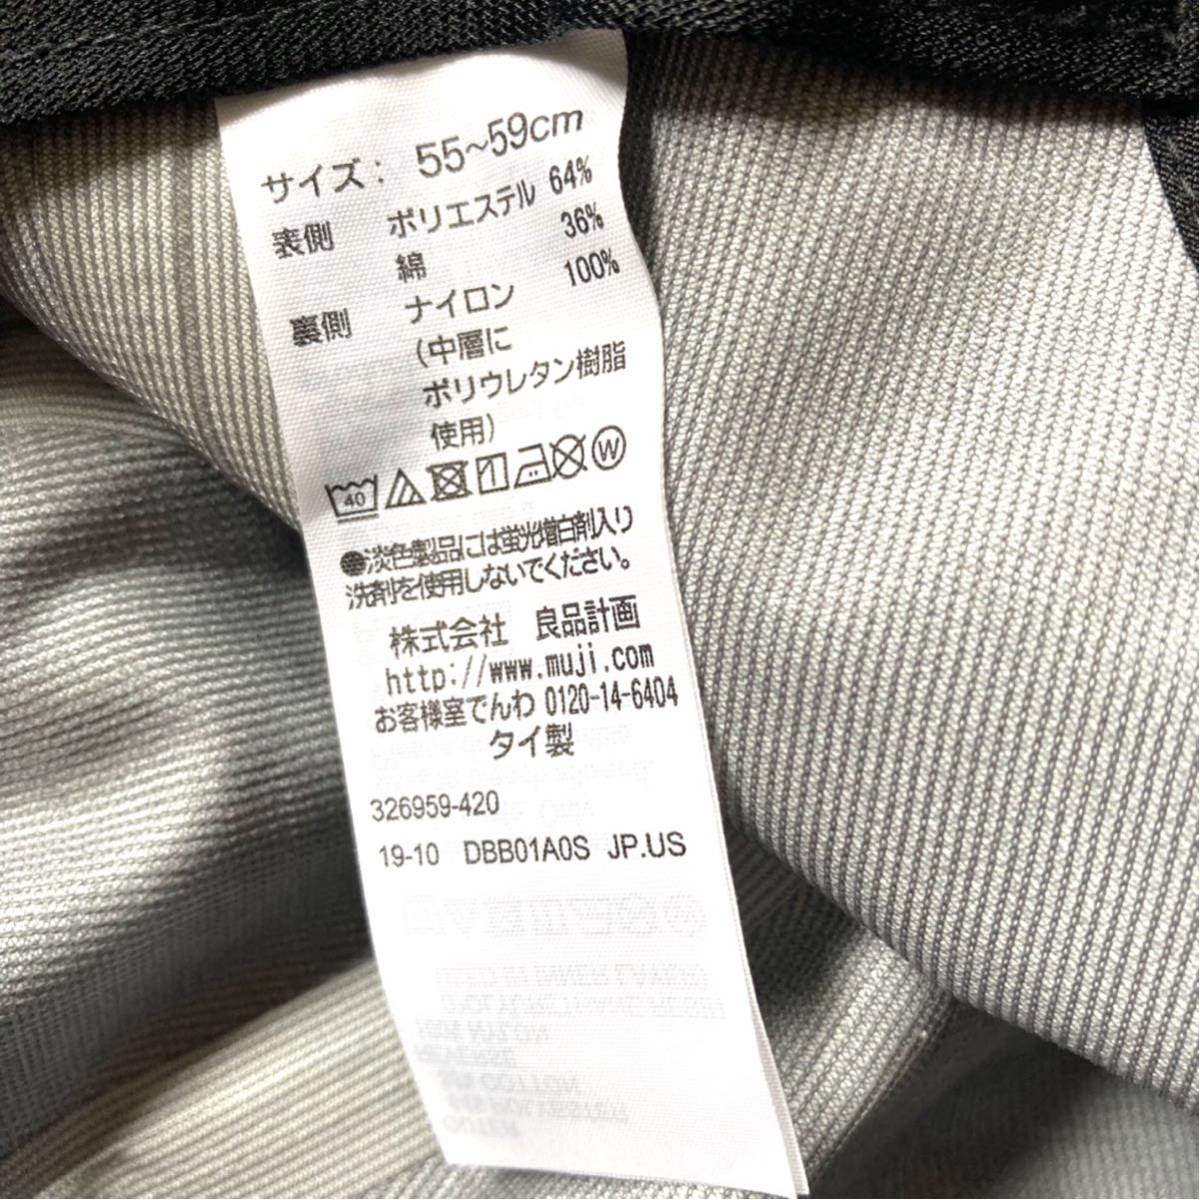 サイズ: 55~59cm
表側 ポリエステル 64%
綿 36%
裏側 ナイロン 100%
(中層に
ポリウレタン樹脂
使用)
40 W
●淡色製品には蛍光増白剤入り
洗剤を使用しないでください。
株式会社 良品計画
http://www.muji.com
お客様室でんわ 0120-14-6404
タイ製
326959-420
19-10 DBB01A0S JP.US